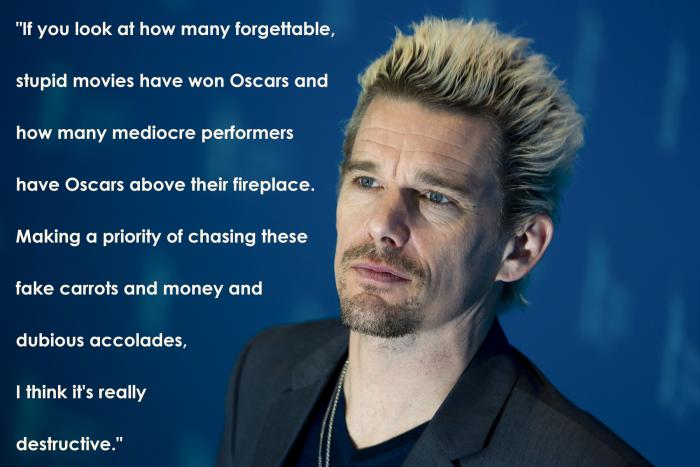 "If you look at how many forgettable,
stupid movies have won Oscars and
how many mediocre performers
have Oscars above their fireplace.
Making a priority of chasing these
fake carrots and money and
dubious accolades,
I think it's really
destructive."